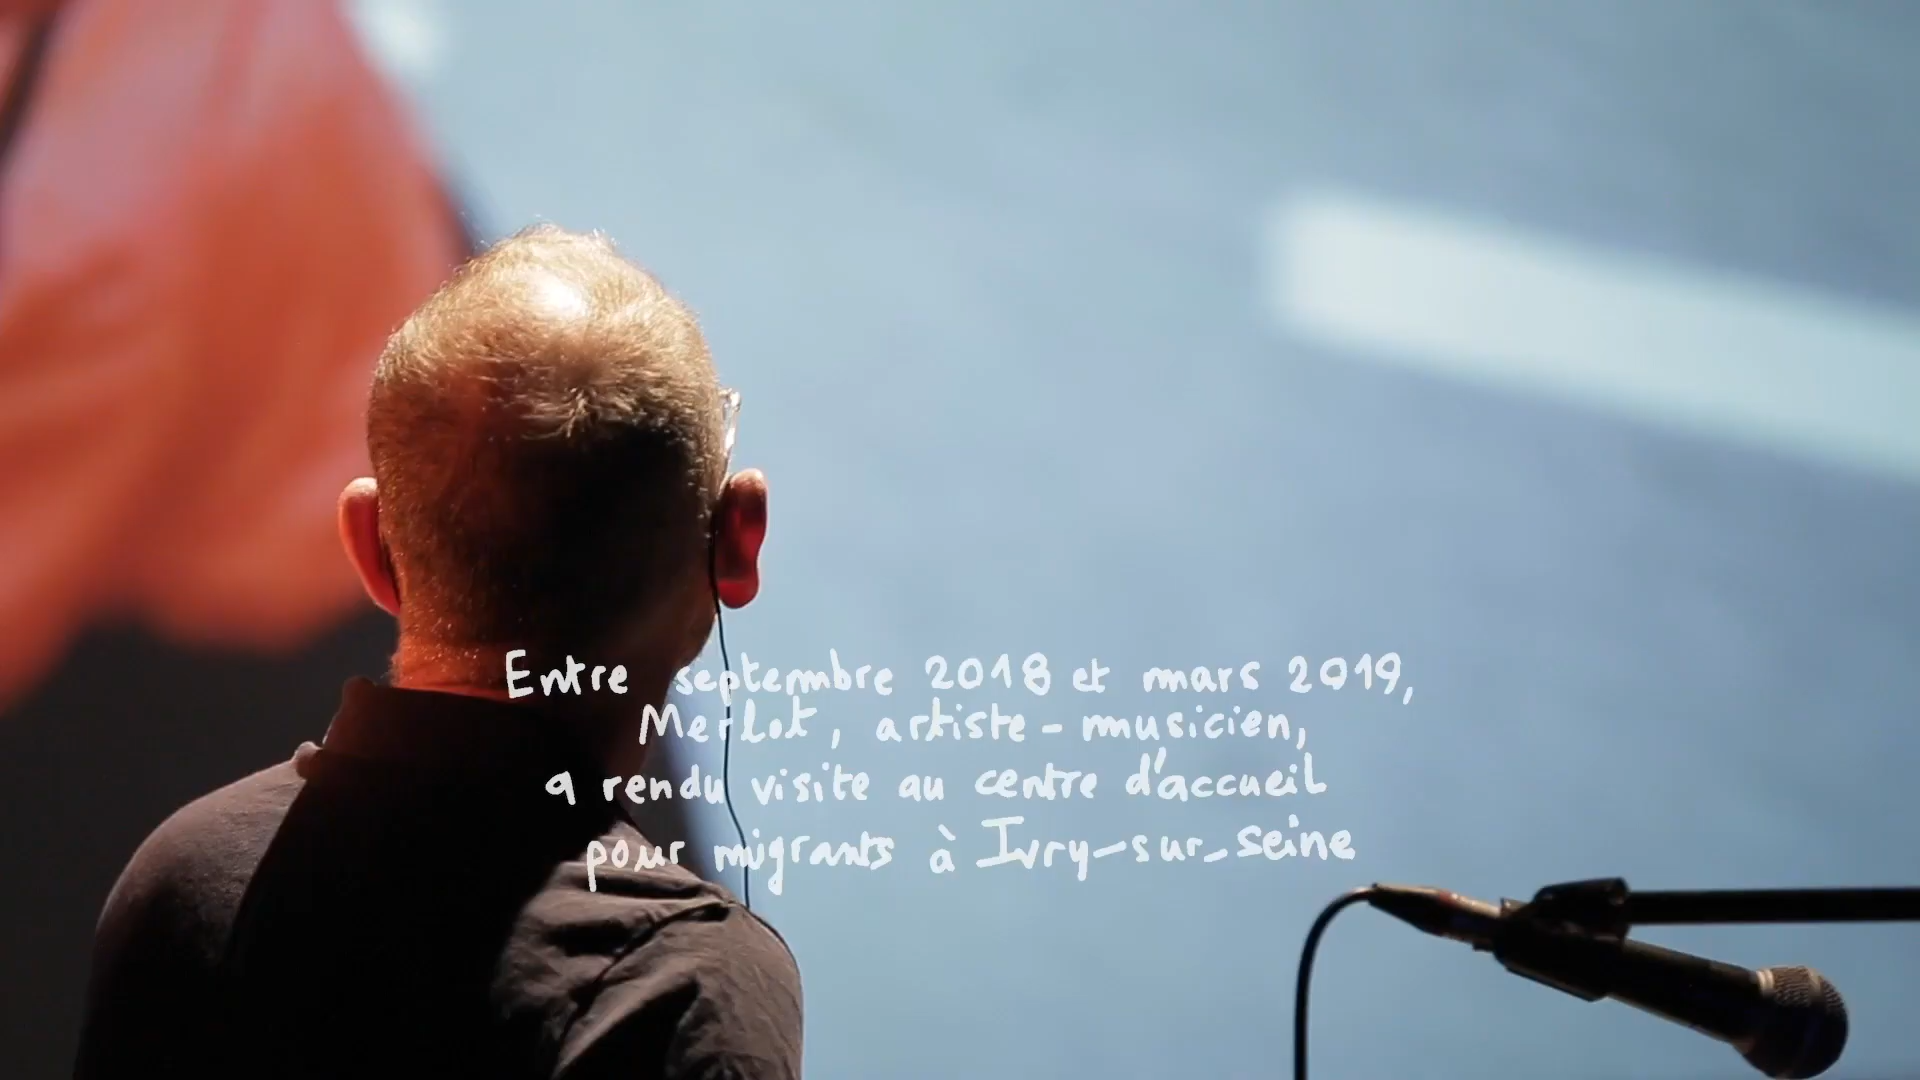 Entre septembre 2018 et mars 2019,
Merlot, artiste-musicien,
a rendu visite au centre d'accueil
pour migrants à Ivry-sur-Seine